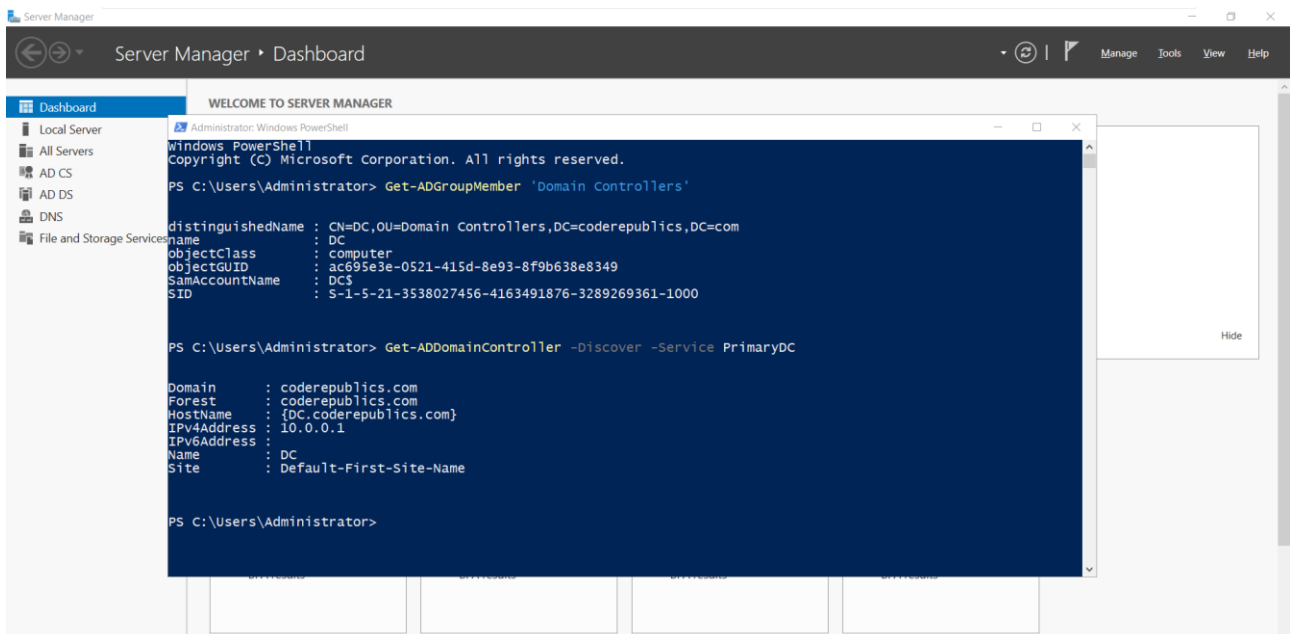 Server Manager
Server Manager ‣ Dashboard
Manage Tools View Help
Dashboard
Local Server
All Servers
AD CS
AD DS
DNS
File and Storage Services
WELCOME TO SERVER MANAGER
Administrator: Windows PowerShell
Windows PowerShell
Copyright (C) Microsoft Corporation. All rights reserved.
PS C:\Users\Administrator> Get-ADGroupMember 'Domain Controllers'
distinguishedName : CN=DC,OU=Domain Controllers,DC=coderepublics,DC=com
name : DC
objectClass : computer
objectGUID : ac695e3e-0521-415d-8e93-8f9b638e8349
SamAccountName : DC$
SID : S-1-5-21-3538027456-4163491876-3289269361-1000
PS C:\Users\Administrator> Get-ADDomainController -Discover -Service PrimaryDC
Domain : coderepublics.com
Forest : coderepublics.com
HostName : {DC.coderepublics.com}
IPv4Address : 10.0.0.1
IPv6Address :
Name : DC
Site : Default-First-Site-Name
PS C:\Users\Administrator>
Hide